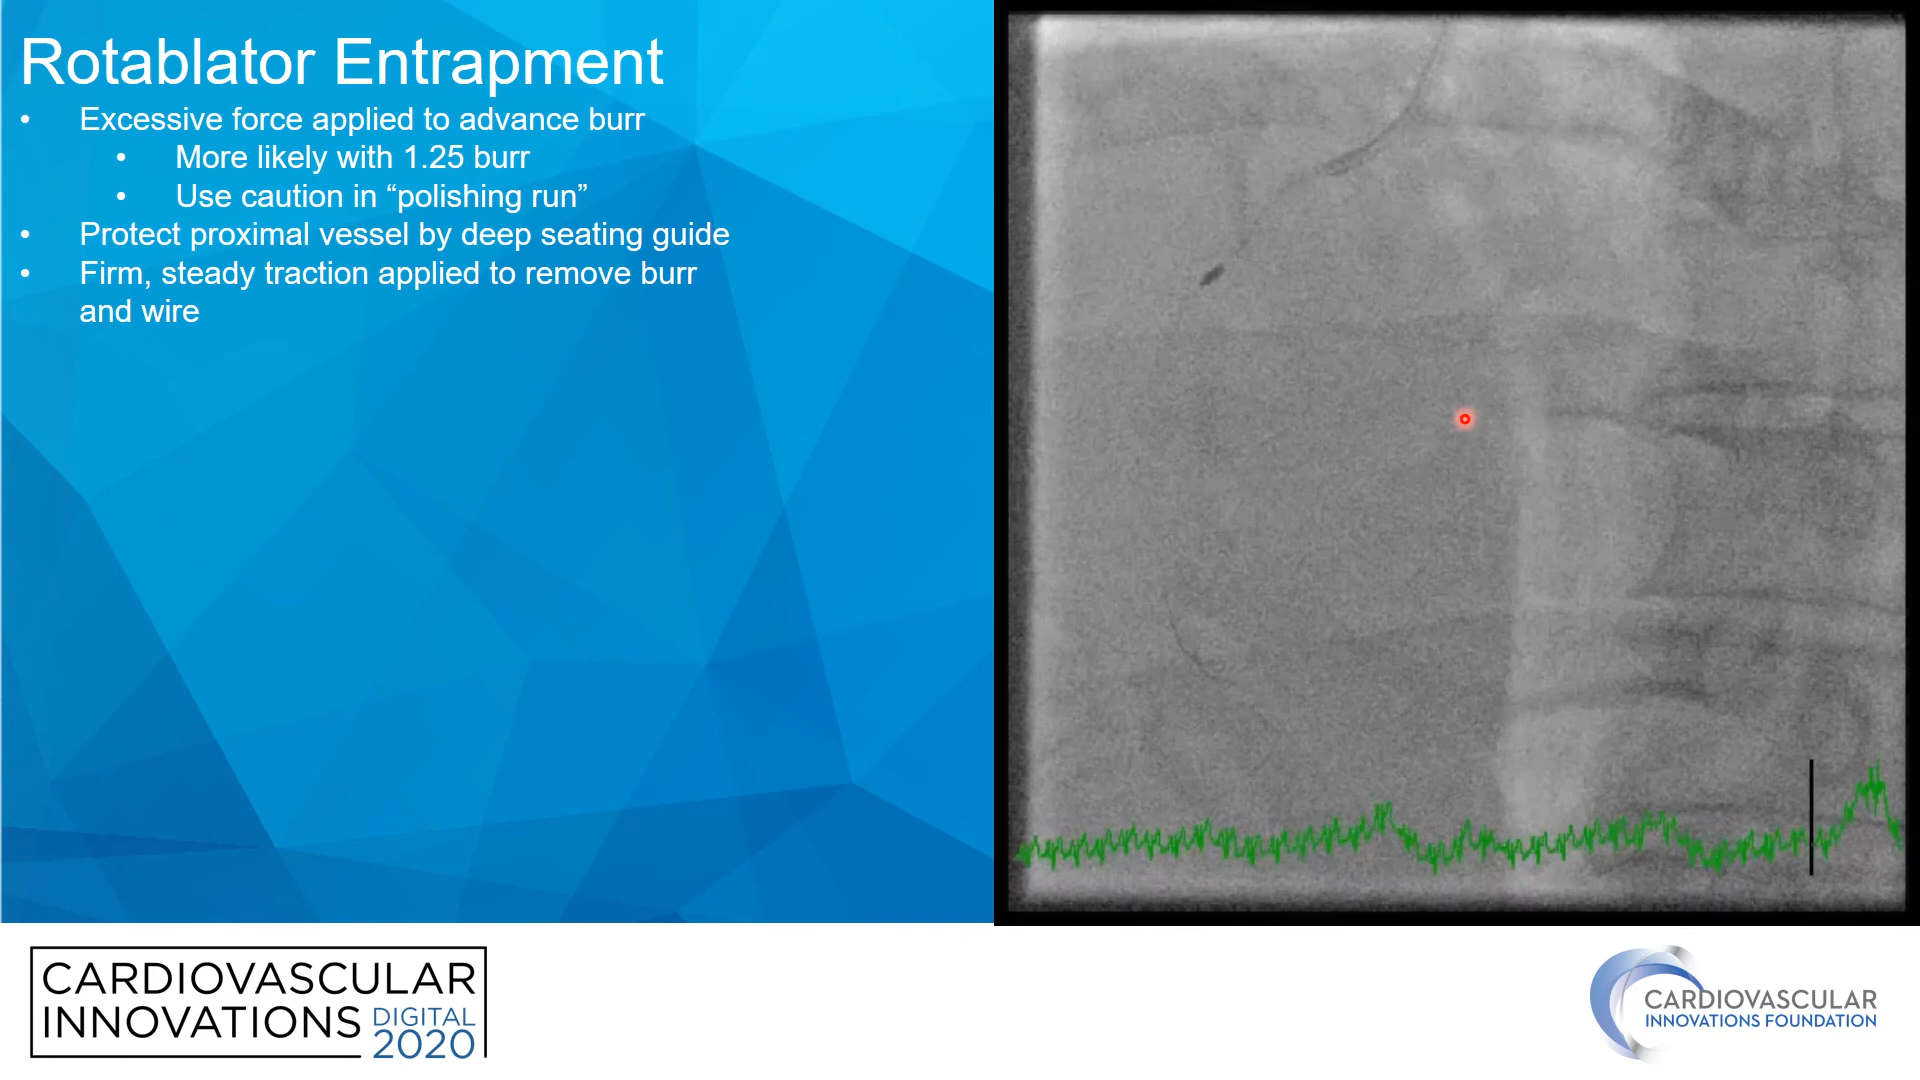 Rotablator Entrapment
• Excessive force applied to advance burr
• More likely with 1.25 burr
• Use caution in “polishing run”
• Protect proximal vessel by deep seating guide
• Firm, steady traction applied to remove burr
and wire
CARDIOVASCULAR
INNOVATIONS DIGITAL
2020
CARDIOVASCULAR
INNOVATIONS FOUNDATION